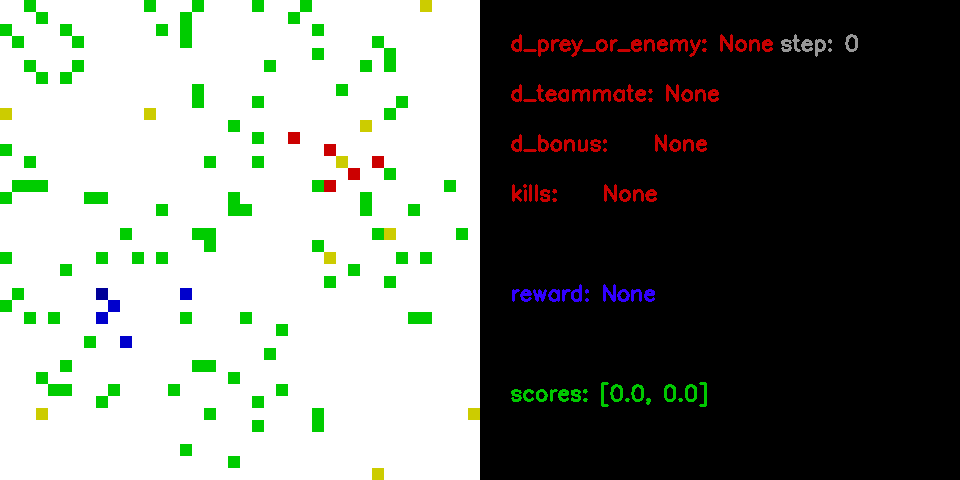 d_prey_or_enemy: None step: 0
d_teammate: None
d_bonus: None
kills: None
reward: None
scores: [0.0, 0.0]